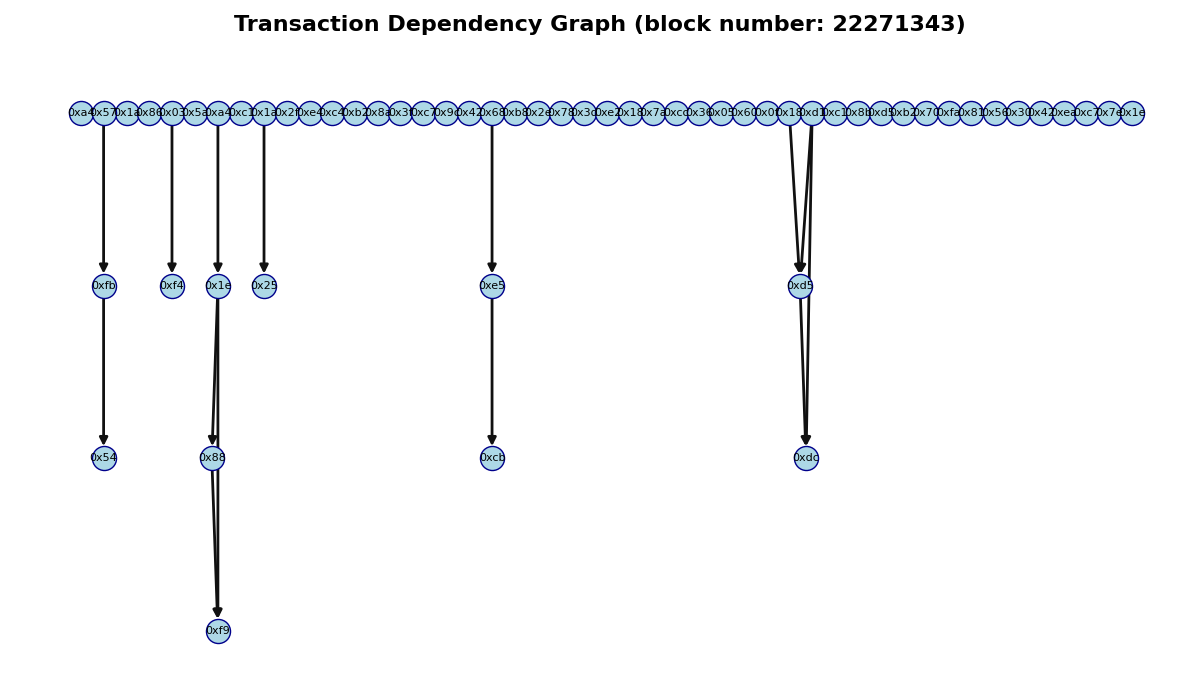 Transaction Dependency Graph (block number: 22271343)
0xa4 0x57 0x1a 0x86 0x03 0x5a 0xa4 0xc1 0x1a 0x2f 0xe4 0xc4 0xb2 0x8a 0x3f 0xc7 0x42 0x68 0xb8 0x2e 0x78 0xe2 0x18 0x7a 0x36 0x05 0x60 0x0f 0x18 0xd1 0xc1 0x8b 0xd5 0xb2 0x70 0xfa 0x81 0x56 0x30 0x42 0xea 0xc7 0x7e 0x1e
0xfb 0xf4 0x1e 0x25 0xe5 0xd5
0x54 0x88 0xcb 0xdc
0xf9